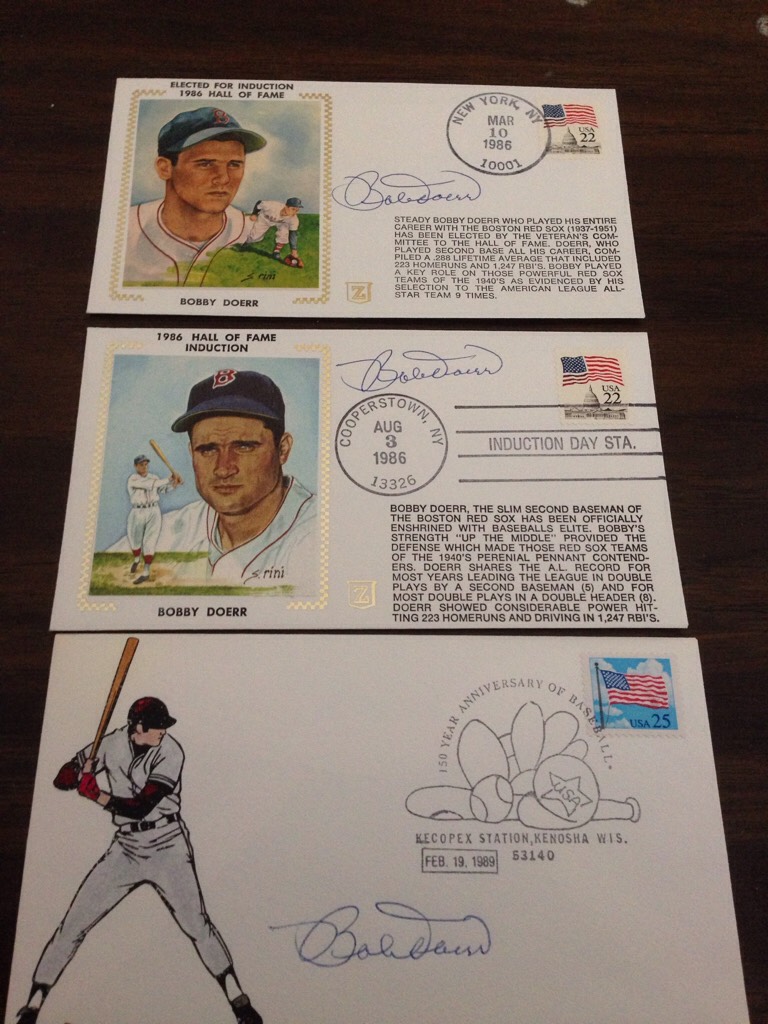 ELECTED FOR INDUCTION
1986 HALL OF FAME
B
S. rini
BOBBY DOERR
Z
NEW YORK, NY
MAR
10
1986
10001
USA
22
Bob Doerr
STEADY BOBBY DOERR WHO PLAYED HIS ENTIRE
CAREER WITH THE BOSTON RED SOX (1937-1951)
HAS BEEN ELECTED BY THE VETERAN'S COM-
MITTEE TO THE HALL OF FAME. DOERR, WHO
PLAYED SECOND BASE ALL HIS CAREER, COM-
PILED A .288 LIFETIME AVERAGE THAT INCLUDED
223 HOMERUNS AND 1,247 RBI'S. BOBBY PLAYED
A KEY ROLE ON THOSE POWERFUL RED SOX
TEAMS OF THE 1940'S AS EVIDENCED BY HIS
SELECTION TO THE AMERICAN LEAGUE ALL-
STAR TEAM 9 TIMES.
1986 HALL OF FAME
INDUCTION
B
S. rini
BOBBY DOERR
Z
Bob Doerr
COOPERSTOWN, NY
AUG
3
1986
13326
INDUCTION DAY STA.
USA
22
BOBBY DOERR, THE SLIM SECOND BASEMAN OF
THE BOSTON RED SOX HAS BEEN OFFICIALLY
ENSHRINED WITH BASEBALLS ELITE. BOBBY'S
STRENGTH "UP THE MIDDLE" PROVIDED THE
DEFENSE WHICH MADE THOSE RED SOX TEAMS
OF THE 1940'S PERENIAL PENNANT CONTEND-
ERS. DOERR SHARES THE A.L. RECORD FOR
MOST YEARS LEADING THE LEAGUE IN DOUBLE
PLAYS BY A SECOND BASEMAN (5) AND FOR
MOST DOUBLE PLAYS IN A DOUBLE HEADER (8).
DOERR SHOWED CONSIDERABLE POWER HIT-
TING 223 HOMERUNS AND DRIVING IN 1,247 RBI'S.
150 YEAR ANNIVERSARY OF BASEBALL
USA
USA 25
KECOPEX STATION, KENOSHA WIS.
FEB. 19, 1989 53140
Bob Doerr